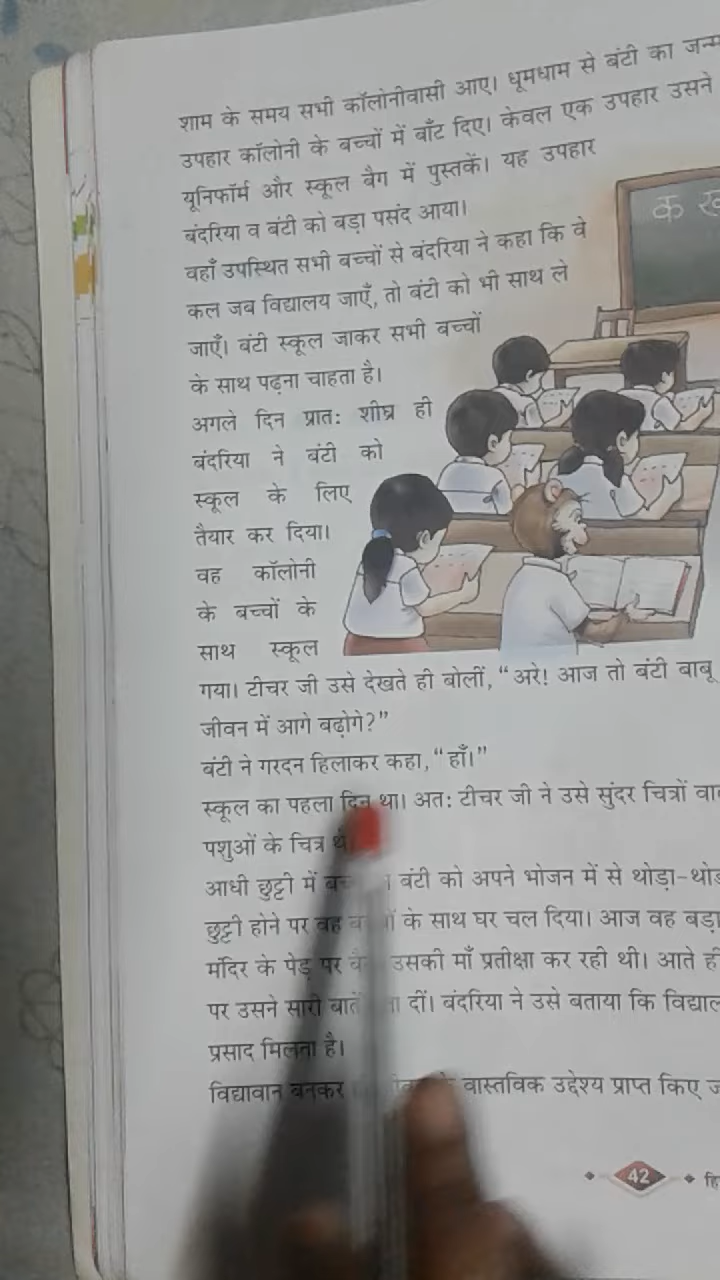 शाम के समय सभी कॉलोनीवासी आए। धूमधाम से बंटी का जन्म
उपहार कॉलोनी के बच्चों में बाँट दिए। केवल एक उपहार उसने
यूनिफॉर्म और स्कूल बैग में पुस्तकें। यह उपहार
बंदरिया व बंटी को बड़ा पसंद आया।
वहाँ उपस्थित सभी बच्चों से बंदरिया ने कहा कि वे
कल जब विद्यालय जाएँ, तो बंटी को भी साथ ले
जाएँ। बंटी स्कूल जाकर सभी बच्चों
के साथ पढ़ना चाहता है।
अगले दिन प्रातः शीघ्र ही
बंदरिया ने बंटी को
स्कूल के लिए
तैयार कर दिया।
वह कॉलोनी
के बच्चों के
साथ स्कूल
क ख
गया। टीचर जी उसे देखते ही बोलीं, “अरे! आज तो बंटी बाबू
जीवन में आगे बढ़ोगे?”
बंटी ने गरदन हिलाकर कहा, “हाँ।”
स्कूल का पहला दिन था। अतः टीचर जी ने उसे सुंदर चित्रों
पशुओं के चित्र
आधी छुट्टी में बंटी को अपने भोजन में से
छुट्टी होने पर वह के साथ घर चल दिया। आज वह बड़ा
मंदिर के पेड़ पर उसकी माँ प्रतीक्षा कर रही थी। आते ही
पर उसने सारी दीं। बंदरिया ने उसे बताया कि
प्रसाद मिलता है।
विद्यावान बनकर वास्तविक उद्देश्य प्राप्त किए
42